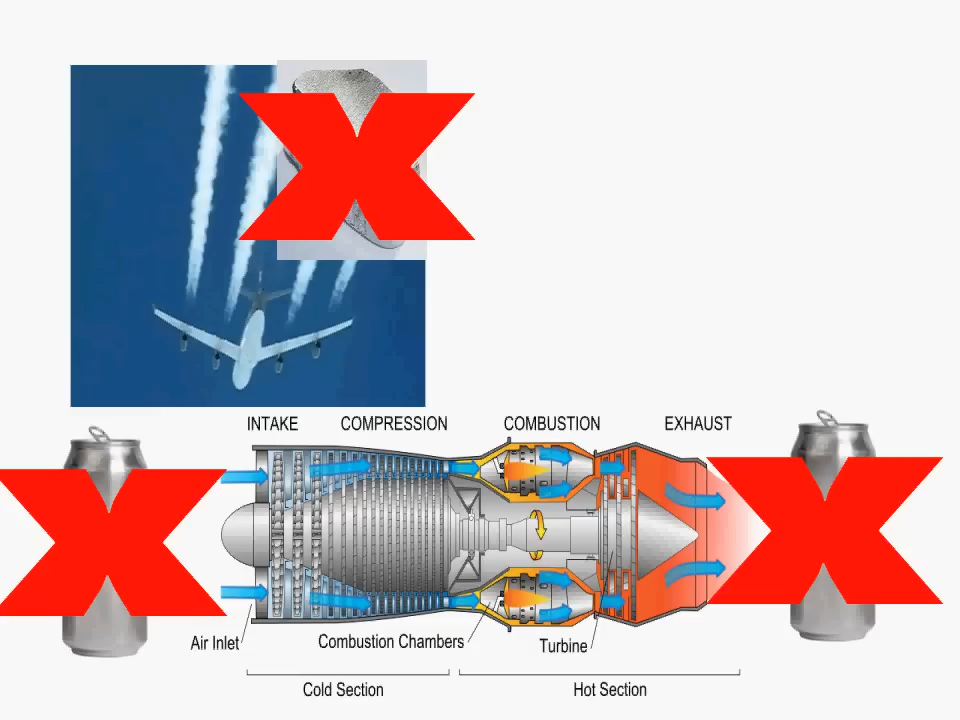 INTAKE COMPRESSION COMBUSTION EXHAUST
Air Inlet
Combustion Chambers
Turbine
Cold Section
Hot Section